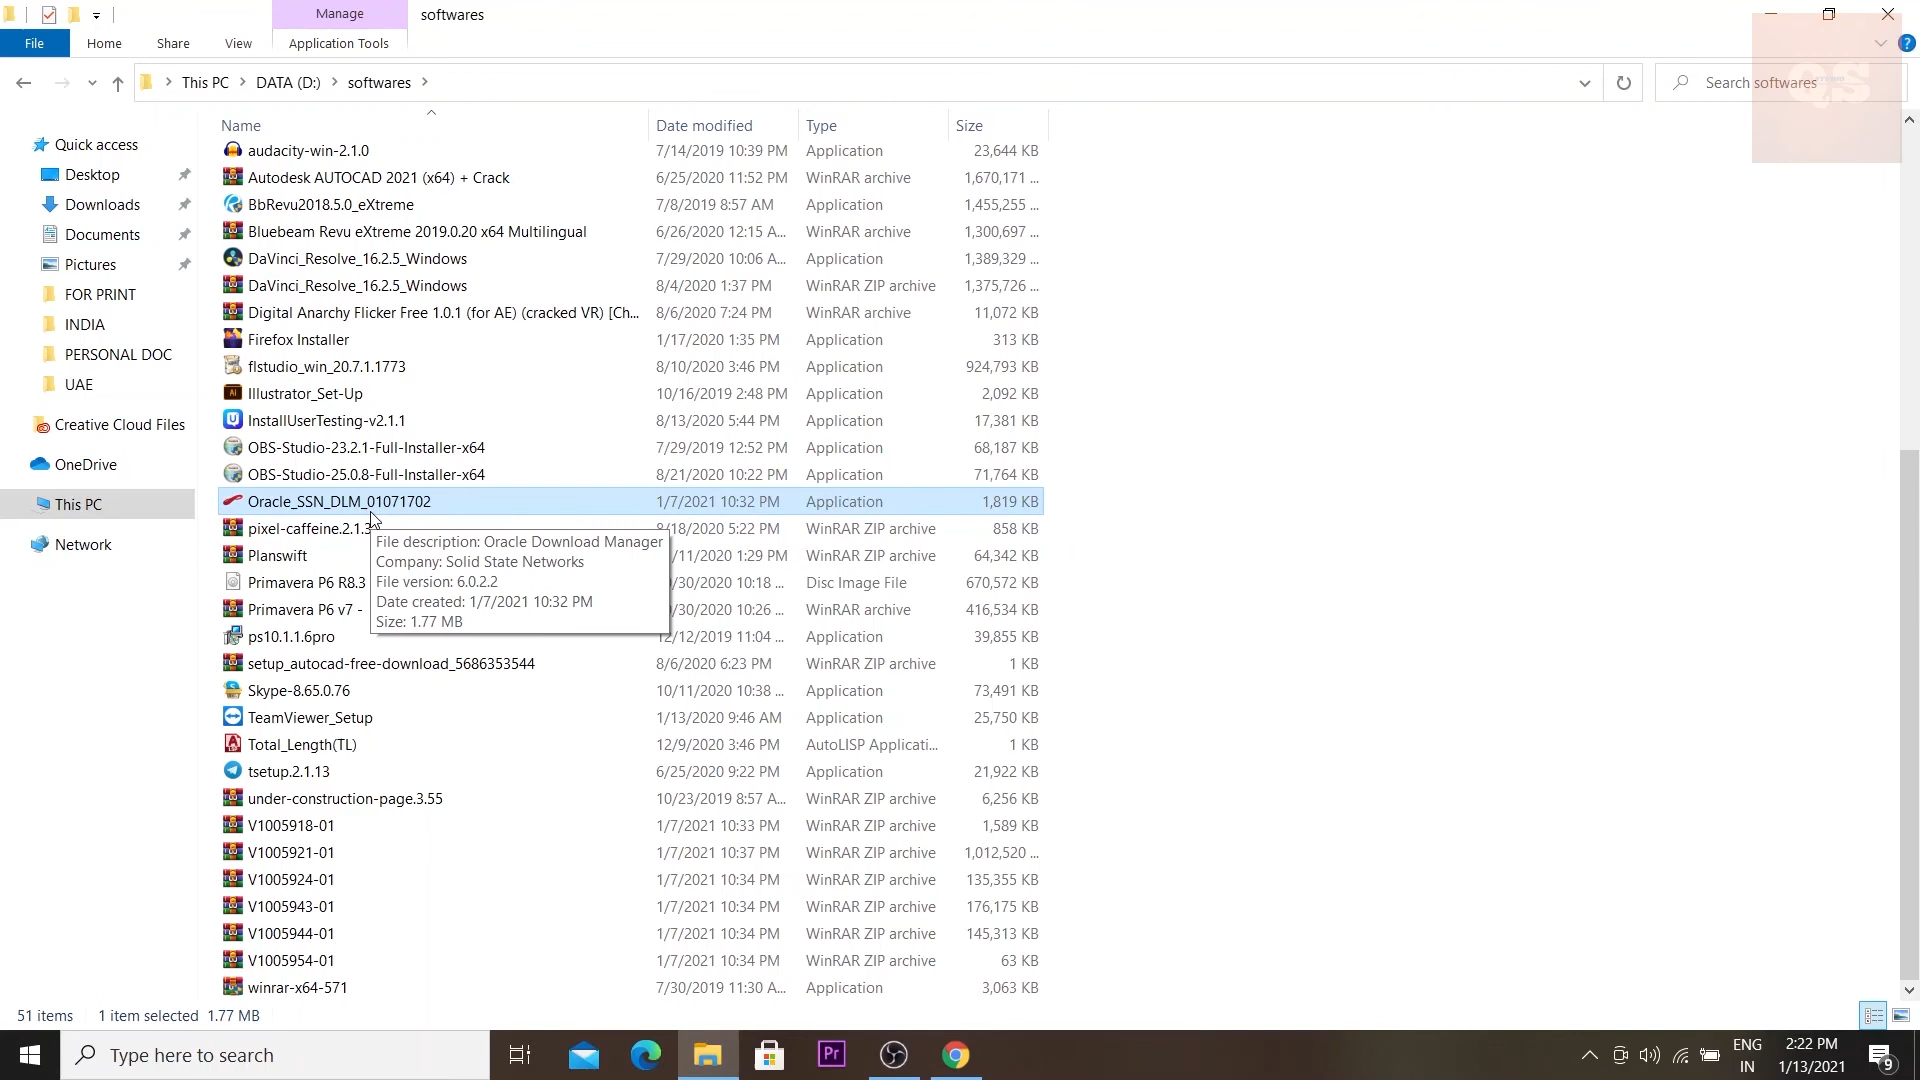 Manage softwares
File Home Share View Application Tools
This PC DATA (D:) softwares Search softwares
Name Date modified Type Size
Quick access
Desktop
Downloads
Documents
Pictures
FOR PRINT
INDIA
PERSONAL DOC
UAE
Creative Cloud Files
OneDrive
This PC
Network
audacity-win-2.1.0 7/14/2019 10:39 PM Application 23,644 KB
Autodesk AUTOCAD 2021 (x64) + Crack 6/25/2020 11:52 PM WinRAR archive 1,670,171 ...
BbRevu2018.5.0_eXtreme 7/8/2019 8:57 AM Application 1,455,255 ...
Bluebeam Revu eXtreme 2019.0.20 x64 Multilingual 6/26/2020 12:15 A... WinRAR archive 1,300,697 ...
DaVinci_Resolve_16.2.5_Windows 7/29/2020 10:06 A... Application 1,389,329 ...
DaVinci_Resolve_16.2.5_Windows 8/4/2020 1:37 PM WinRAR ZIP archive 1,375,726 ...
Digital Anarchy Flicker Free 1.0.1 (for AE) (cracked VR) [Ch... 8/6/2020 7:24 PM WinRAR archive 11,072 KB
Firefox Installer 1/17/2020 1:35 PM Application 313 KB
flstudio_win_20.7.1.1773 8/10/2020 3:46 PM Application 924,793 KB
Illustrator_Set-Up 10/16/2019 2:48 PM Application 2,092 KB
InstallUserTesting-v2.1.1 8/13/2020 5:44 PM Application 17,381 KB
OBS-Studio-23.2.1-Full-Installer-x64 7/29/2019 12:52 PM Application 68,187 KB
OBS-Studio-25.0.8-Full-Installer-x64 8/21/2020 10:22 PM Application 71,764 KB
Oracle_SSN_DLM_01071702 1/7/2021 10:32 PM Application 1,819 KB
pixel-caffeine.2.1.3 8/18/2020 5:22 PM WinRAR ZIP archive 858 KB
Planswift /11/2020 1:29 PM WinRAR ZIP archive 64,342 KB
Primavera P6 R8.3 /30/2020 10:18 ... Disc Image File 670,572 KB
Primavera P6 v7 - /30/2020 10:26 ... WinRAR archive 416,534 KB
ps10.1.1.6pro 12/12/2019 11:04 ... Application 39,855 KB
setup_autocad-free-download_5686353544 8/6/2020 6:23 PM WinRAR ZIP archive 1 KB
Skype-8.65.0.76 10/11/2020 10:38 ... Application 73,491 KB
TeamViewer_Setup 1/13/2020 9:46 AM Application 25,750 KB
Total_Length(TL) 12/9/2020 3:46 PM AutoLISP Applicati... 1 KB
tsetup.2.1.13 6/25/2020 9:22 PM Application 21,922 KB
under-construction-page.3.55 10/23/2019 8:57 A... WinRAR ZIP archive 6,256 KB
V1005918-01 1/7/2021 10:33 PM WinRAR ZIP archive 1,589 KB
V1005921-01 1/7/2021 10:37 PM WinRAR ZIP archive 1,012,520 ...
V1005924-01 1/7/2021 10:34 PM WinRAR ZIP archive 135,355 KB
V1005943-01 1/7/2021 10:34 PM WinRAR ZIP archive 176,175 KB
V1005944-01 1/7/2021 10:34 PM WinRAR ZIP archive 145,313 KB
V1005954-01 1/7/2021 10:34 PM WinRAR ZIP archive 63 KB
winrar-x64-571 7/30/2019 11:30 A... Application 3,063 KB
File description: Oracle Download Manager
Company: Solid State Networks
File version: 6.0.2.2
Date created: 1/7/2021 10:32 PM
Size: 1.77 MB
51 items 1 item selected 1.77 MB
Type here to search
Pr
ENG
IN
2:22 PM
1/13/2021
9